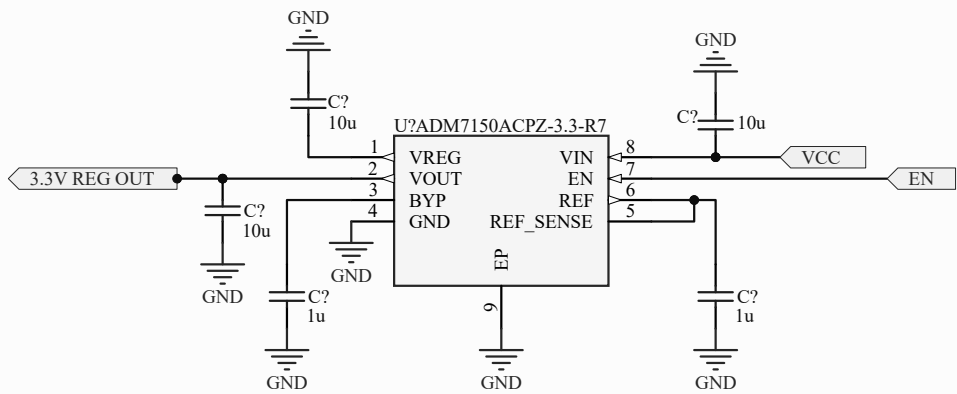 GND
GND
C?
10u
C?
10u
U?ADM7150ACPZ-3.3-R7
1
VREG
VIN
8
VCC
3.3V REG OUT
2
VOUT
EN
7
EN
3
BYP
REF
6
4
GND
REF_SENSE
5
C?
10u
GND
EP
GND
C?
1u
9
C?
1u
GND
GND
GND